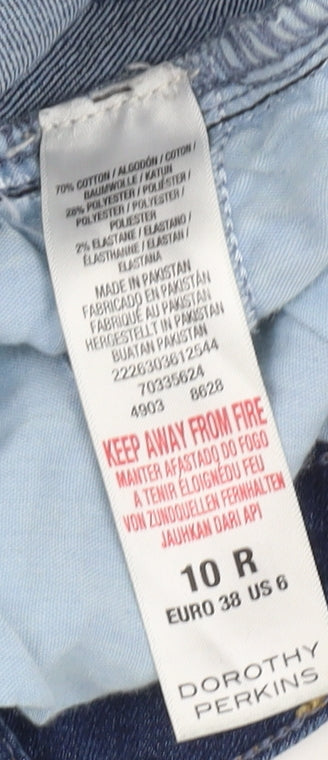 70% COTTON / ALGODÓN / COTON /
BAUMWOLLE / KATUN
28% POLYESTER / POLIÉSTER /
POLYESTER / POLYESTER /
POLIESTER
2% ELASTANE / ELASTANO /
ÉLASTHANNE / ELASTAN /
ELASTANA
MADE IN PAKISTAN
FABRICADO EN PAKISTÁN
FABRIQUÉ AU PAKISTAN
HERGESTELLT IN PAKISTAN
BUATAN PAKISTAN
2226303612544
70335624
4903 8628
KEEP AWAY FROM FIRE
MANTER AFASTADO DO FOGO
A TENIR ÉLOIGNÉDU FEU
VON ZUNDQUELLEN FERNHALTEN
JAUHKAN DARI API
10 R
EURO 38 US 6
DOROTHY
PERKINS